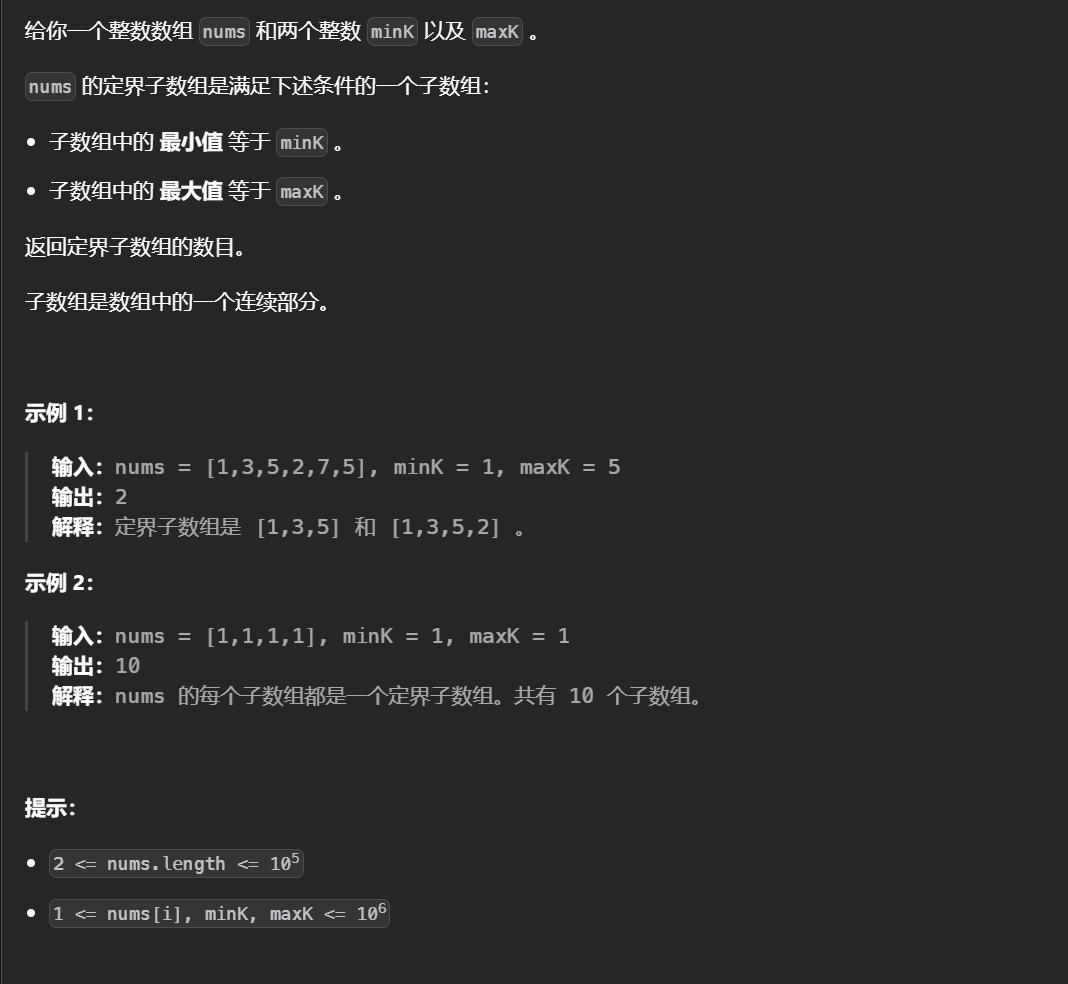 给你一个整数数组 nums 和两个整数 minK 以及 maxK 。
nums 的定界子数组是满足下述条件的一个子数组：
• 子数组中的 最小值 等于 minK 。
• 子数组中的 最大值 等于 maxK 。
返回定界子数组的数目。
子数组是数组中的一个连续部分。
示例 1：
输入：nums = [1,3,5,2,7,5], minK = 1, maxK = 5
输出：2
解释：定界子数组是 [1,3,5] 和 [1,3,5,2] 。
示例 2：
输入：nums = [1,1,1,1], minK = 1, maxK = 1
输出：10
解释：nums 的每个子数组都是一个定界子数组。共有 10 个子数组。
提示：
• 2 <= nums.length <= 10⁵
• 1 <= nums[i], minK, maxK <= 10⁶